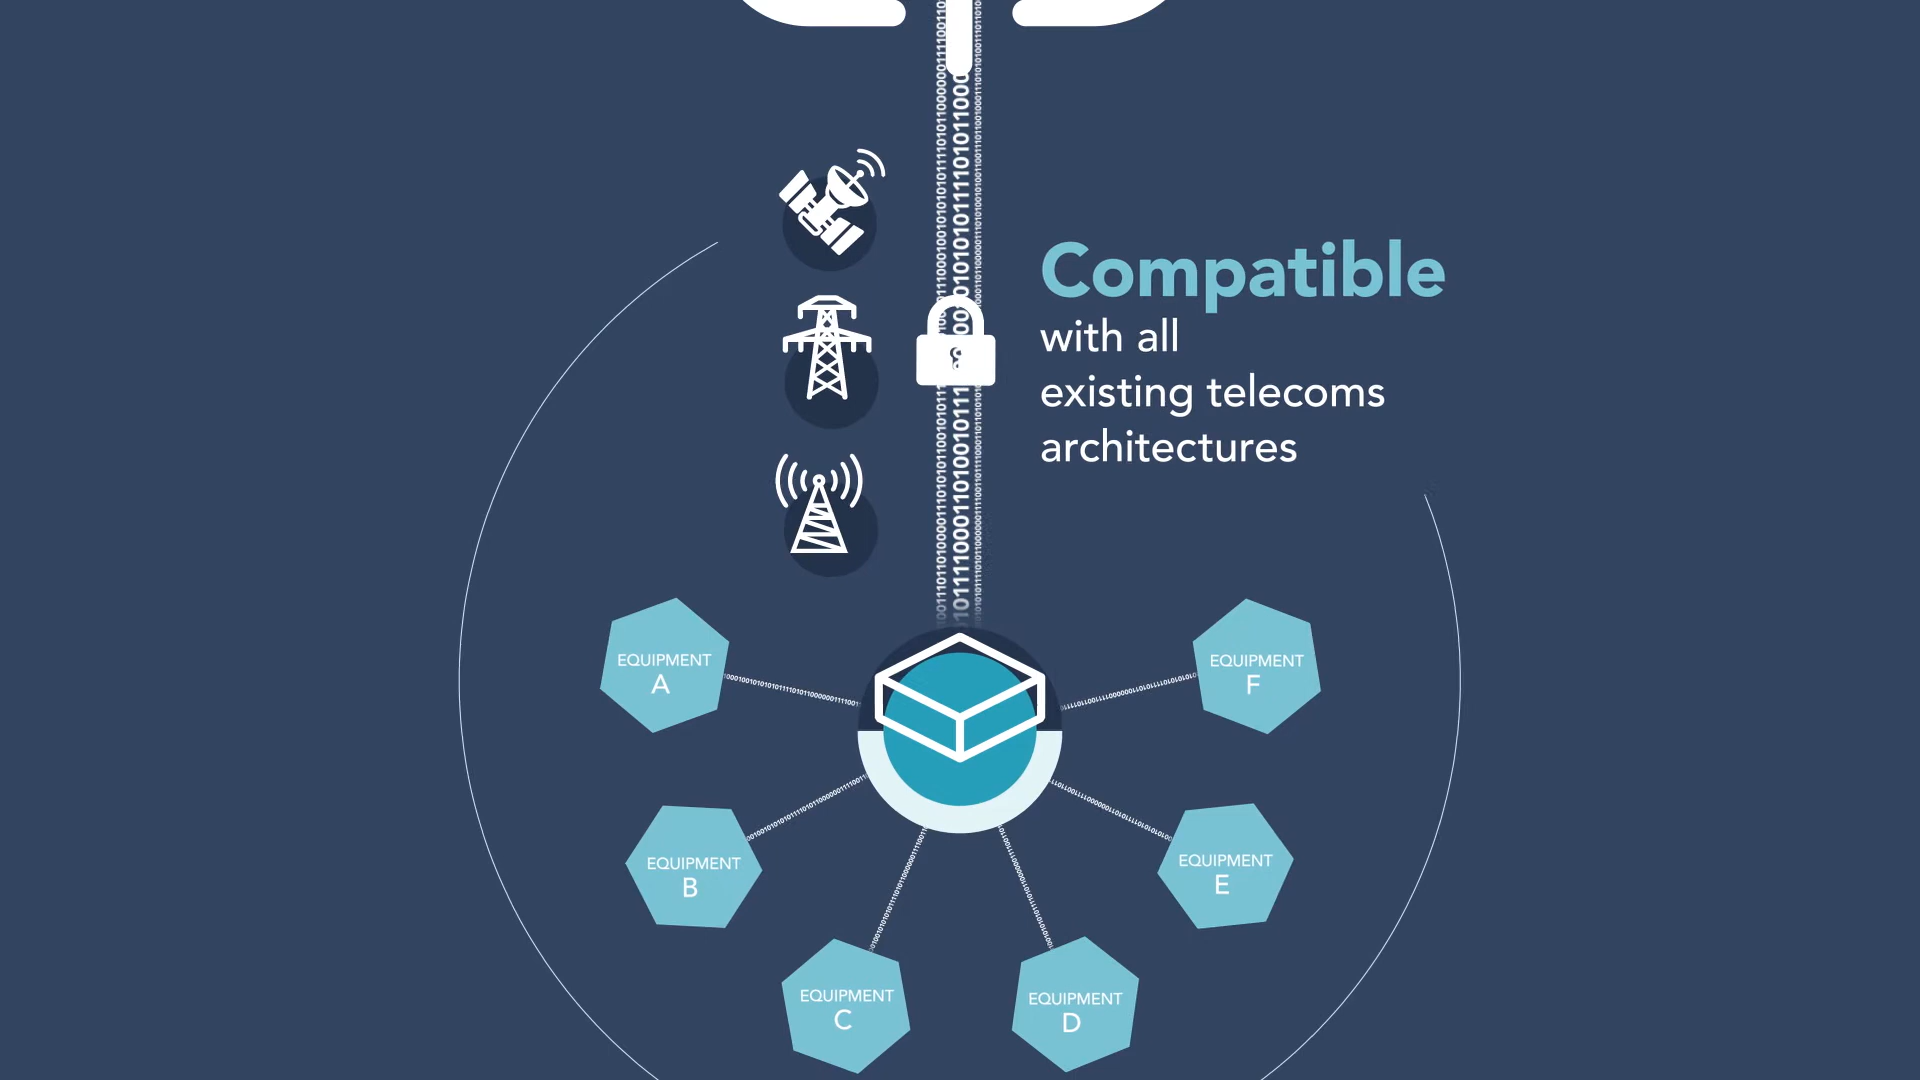 Compatible
with all
existing telecoms
architectures
EQUIPMENT
A
EQUIPMENT
F
EQUIPMENT
B
EQUIPMENT
E
EQUIPMENT
C
EQUIPMENT
D